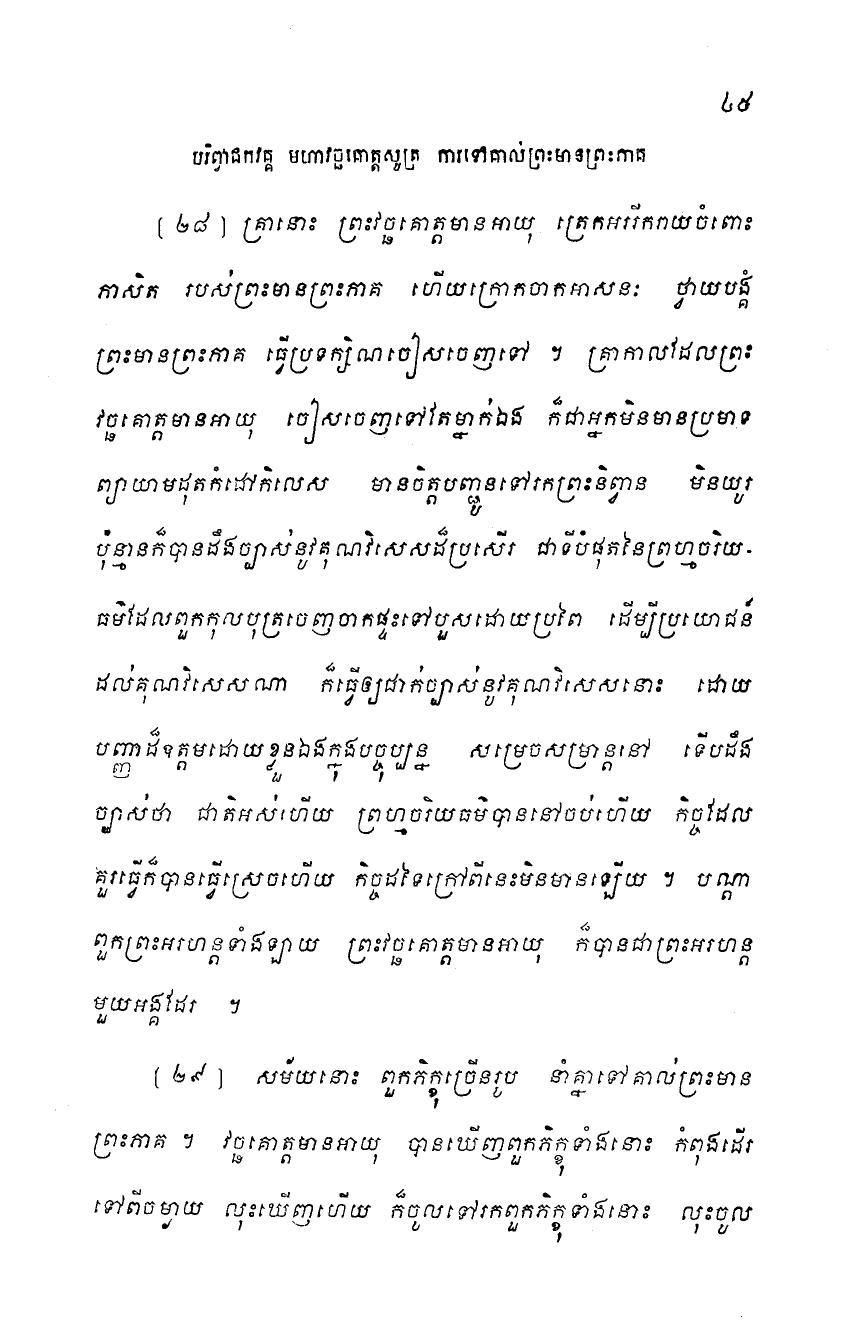 ៤៩
បរិព្វាជកវគ្គ មហាវច្ឆគោត្តសូត្រ ការទៅគាល់ព្រះមានព្រះភាគ
[២៨] គ្រានោះ ព្រះវច្ឆគោត្តមានអាយុ ត្រេកអររីករាយចំពោះ
ភាសិត របស់ព្រះមានព្រះភាគ ហើយក្រោកចាកអាសនៈ ថ្វាយបង្គំ
ព្រះមានព្រះភាគ ធ្វើប្រទក្សិណចៀសចេញទៅ ។ គ្រាកាលដែលព្រះ
វច្ឆគោត្តមានអាយុ ចៀសចេញទៅតែម្នាក់ឯង ក៏ជាអ្នកមិនមានប្រមាទ
ព្យាយាមដុតកំដៅកិលេស មានចិត្តបញ្ជូនទៅរកព្រះនិព្វាន មិនយូរ
ប៉ុន្មានក៏បានដឹងច្បាស់នូវគុណវិសេសដ៏ប្រសើរ ជាទីបំផុតនៃព្រហ្មចរិយ-
ធម៌ដែលពួកកុលបុត្រចេញចាកផ្ទះទៅបួសដោយប្រពៃ ដើម្បីប្រយោជន៍
ដល់គុណវិសេសណា ក៏ធ្វើឲ្យជាក់ច្បាស់នូវគុណវិសេសនោះ ដោយ
បញ្ញាដ៏ឧត្តមដោយខ្លួនឯងក្នុងបច្ចុប្បន្ន សម្រេចសម្រាន្តនៅ ទើបដឹង
ច្បាស់ថា ជាតិអស់ហើយ ព្រហ្មចរិយធម៌បាននៅចប់ហើយ កិច្ចដែល
គួរធ្វើក៏បានធ្វើស្រេចហើយ កិច្ចដទៃក្រៅពីនេះមិនមានឡើយ ។ បណ្តា
ពួកព្រះអរហន្តទាំងឡាយ ព្រះវច្ឆគោត្តមានអាយុ ក៏បានជាព្រះអរហន្ត
មួយអង្គដែរ ។
[២៩] សម័យនោះ ពួកភិក្ខុច្រើនរូប នាំគ្នាទៅគាល់ព្រះមាន
ព្រះភាគ ។ វច្ឆគោត្តមានអាយុ បានឃើញពួកភិក្ខុទាំងនោះ កំពុងដើរ
ទៅពីចម្ងាយ លុះឃើញហើយ ក៏ចូលទៅរកពួកភិក្ខុទាំងនោះ លុះចូល